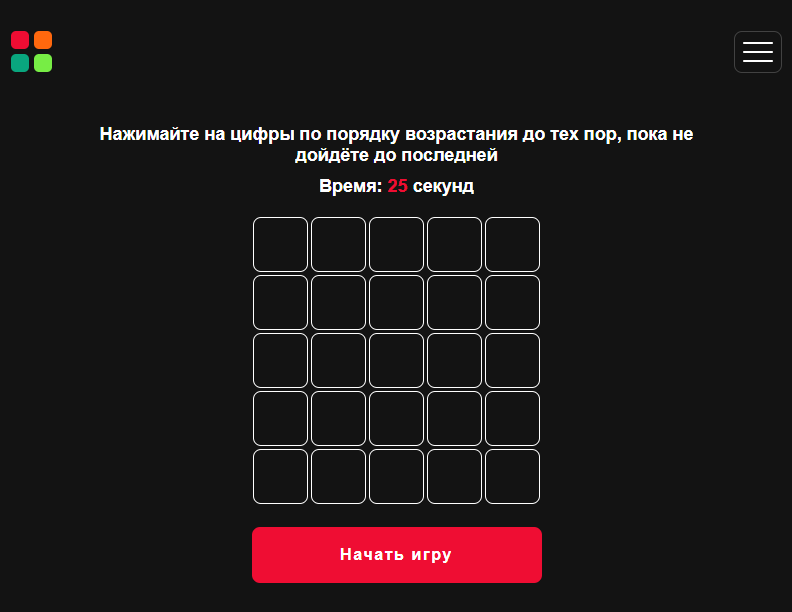 Нажимайте на цифры по порядку возрастания до тех пор, пока не
дойдёте до последней
Время: 25 секунд
Начать игру